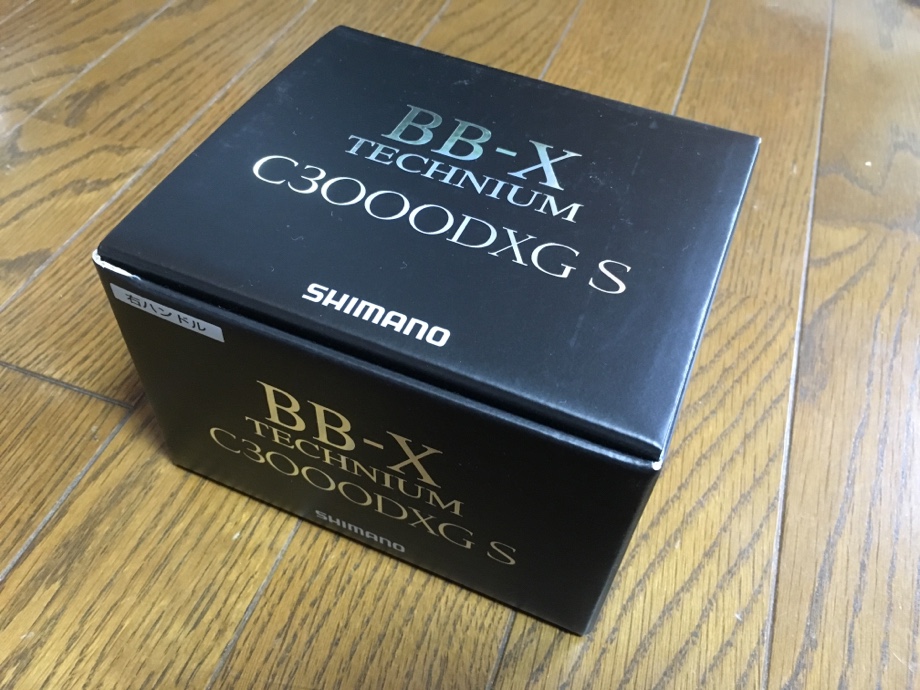 BB-X
TECHNIUM
C3000DXG S
SHIMANO
右ハンドル
BB-X
TECHNIUM
C3000DXG S
SHIMANO